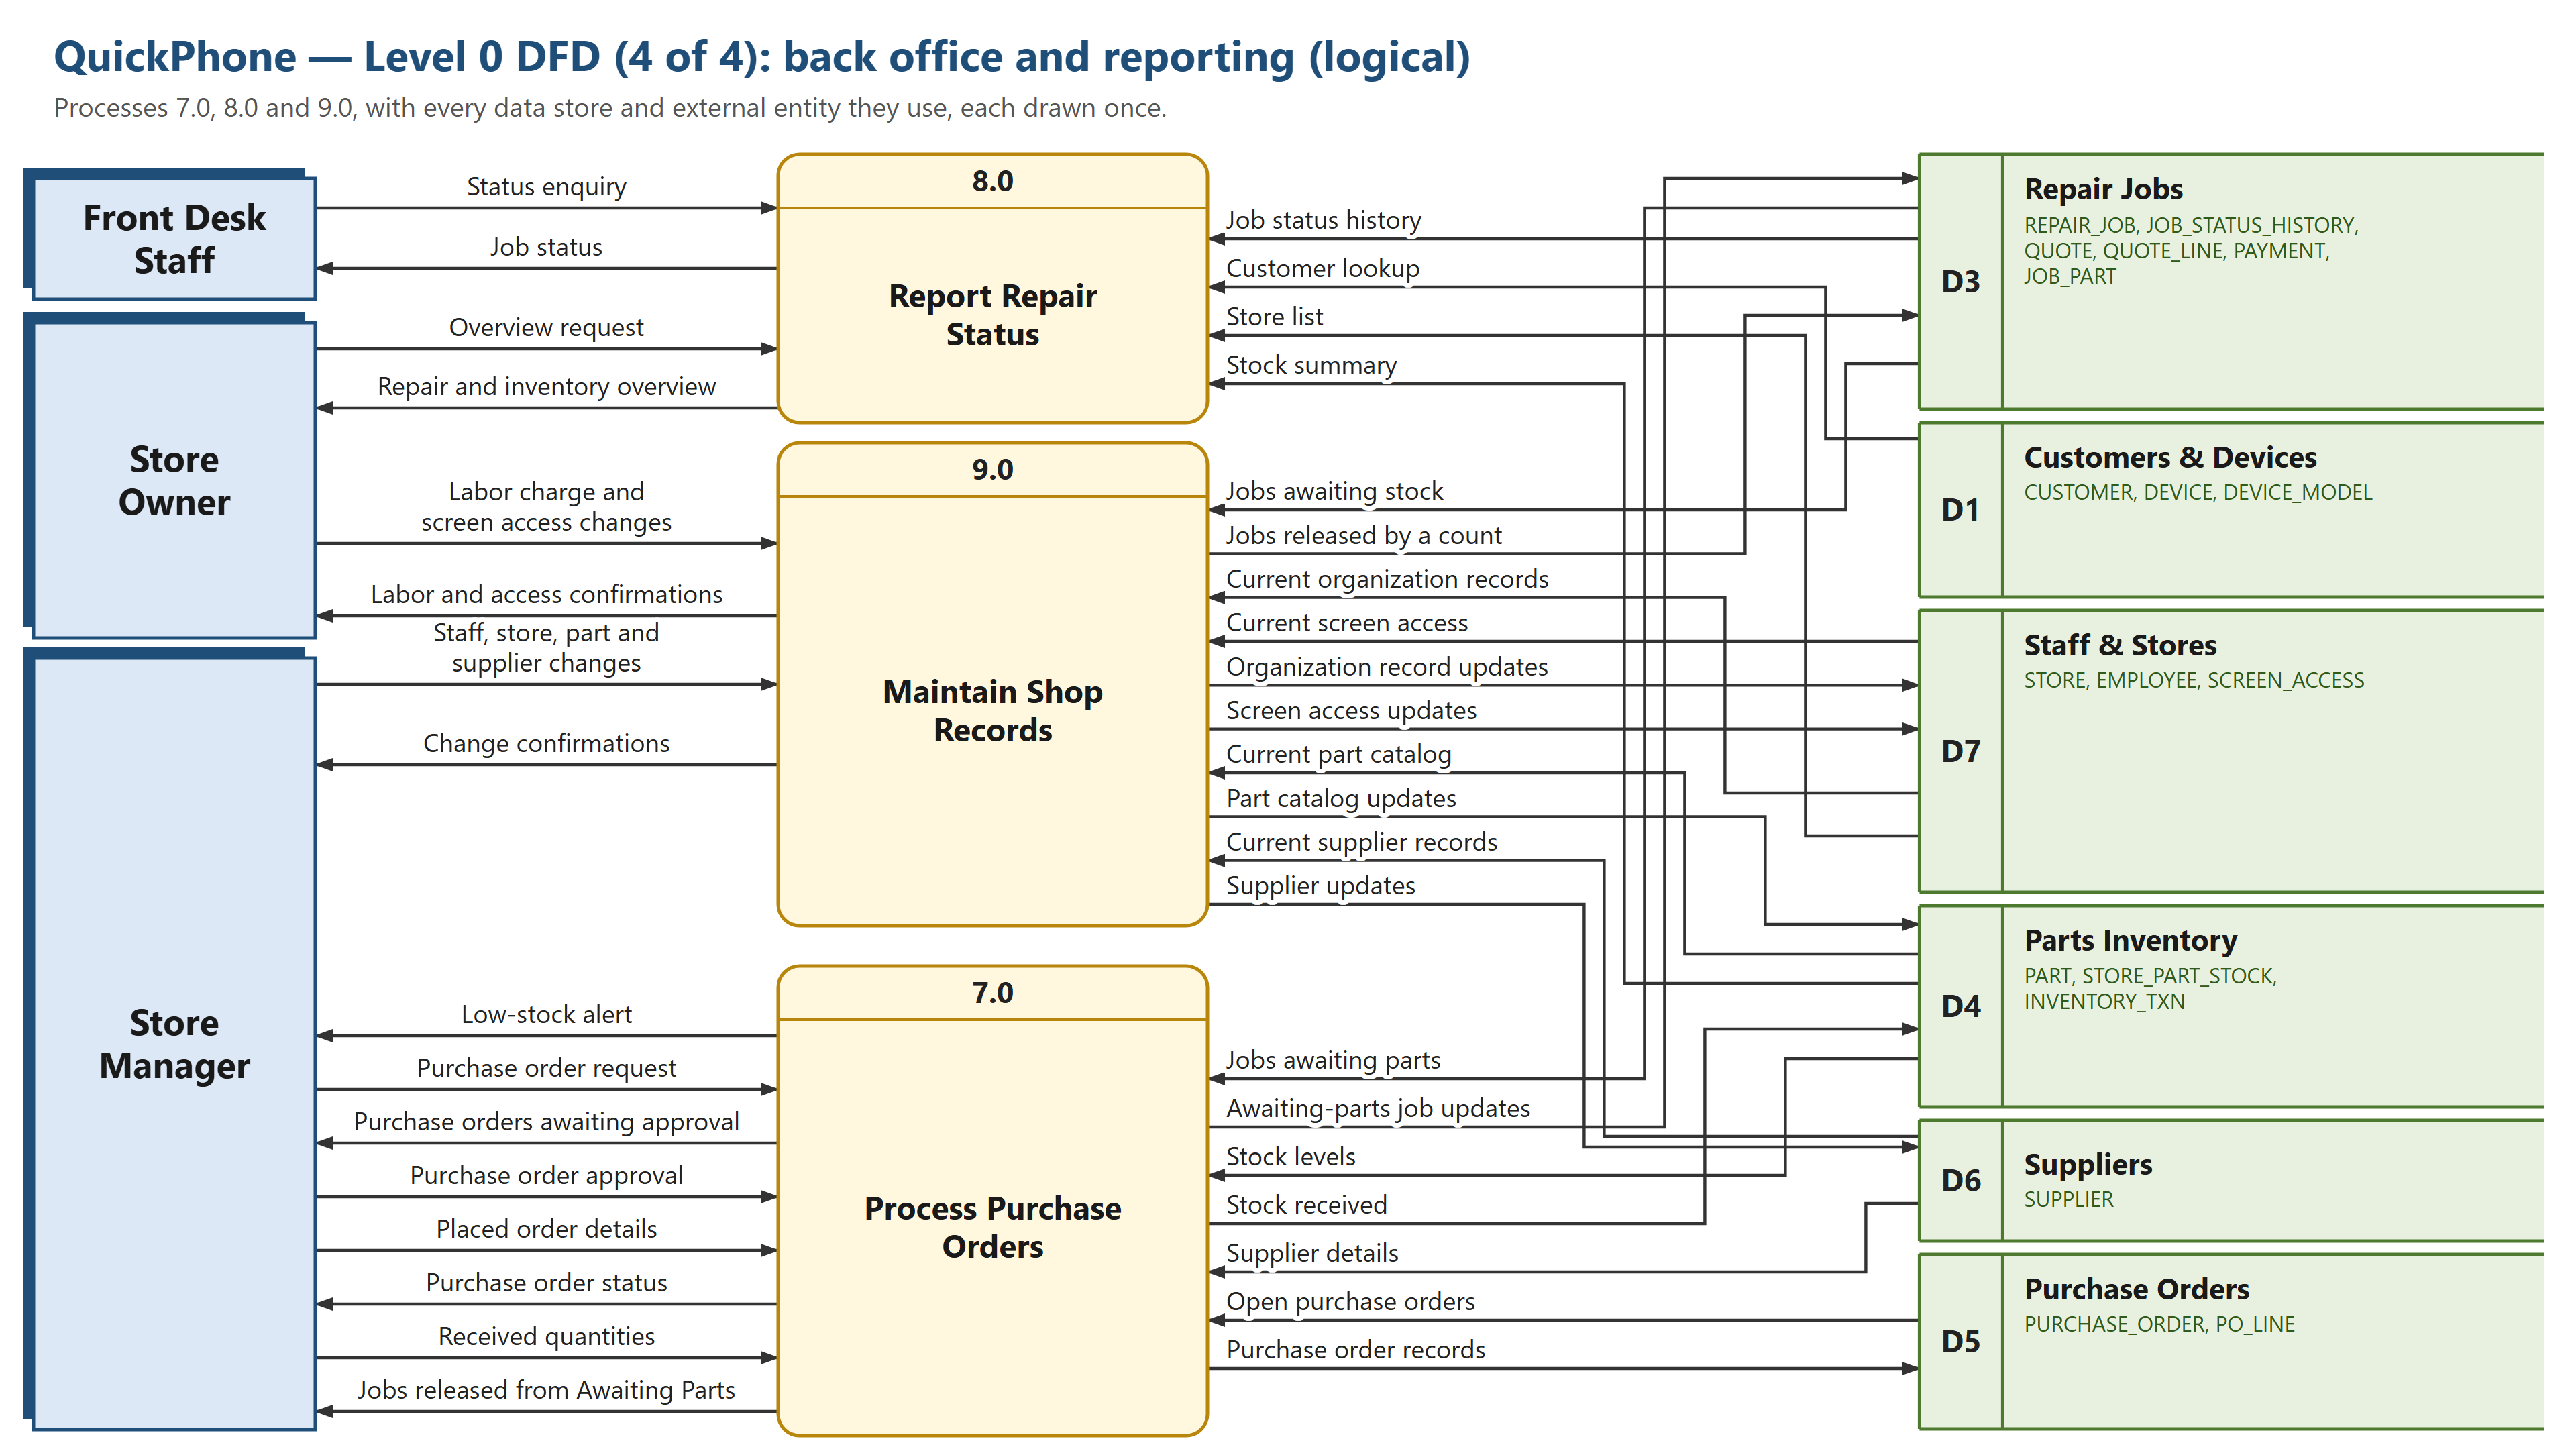 QuickPhone — Level 0 DFD (4 of 4): back office and reporting (logical)
Processes 7.0, 8.0 and 9.0, with every data store and external entity they use, each drawn once.
Front Desk
Staff
Store
Owner
Store
Manager
Status enquiry
Job status
Overview request
Repair and inventory overview
Labor charge and
screen access changes
Labor and access confirmations
Staff, store, part and
supplier changes
Change confirmations
Low-stock alert
Purchase order request
Purchase orders awaiting approval
Purchase order approval
Placed order details
Purchase order status
Received quantities
Jobs released from Awaiting Parts
8.0
Report Repair
Status
9.0
Maintain Shop
Records
7.0
Process Purchase
Orders
Job status history
Customer lookup
Store list
Stock summary
Jobs awaiting stock
Jobs released by a count
Current organization records
Current screen access
Organization record updates
Screen access updates
Current part catalog
Part catalog updates
Current supplier records
Supplier updates
Jobs awaiting parts
Awaiting-parts job updates
Stock levels
Stock received
Supplier details
Open purchase orders
Purchase order records
D3
Repair Jobs
REPAIR_JOB, JOB_STATUS_HISTORY,
QUOTE, QUOTE_LINE, PAYMENT,
JOB_PART
D1
Customers & Devices
CUSTOMER, DEVICE, DEVICE_MODEL
D7
Staff & Stores
STORE, EMPLOYEE, SCREEN_ACCESS
D4
Parts Inventory
PART, STORE_PART_STOCK,
INVENTORY_TXN
D6
Suppliers
SUPPLIER
D5
Purchase Orders
PURCHASE_ORDER, PO_LINE